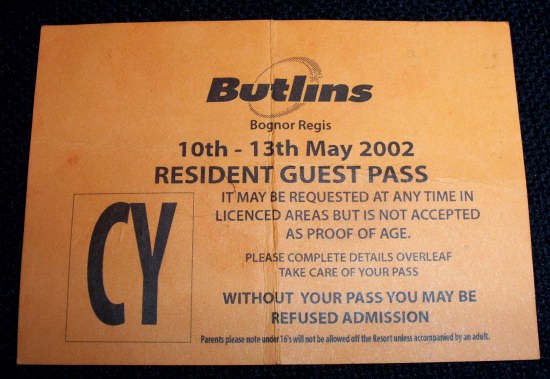 Butlins
Bognor Regis
10th - 13th May 2002
RESIDENT GUEST PASS
CY
IT MAY BE REQUESTED AT ANY TIME IN
LICENCED AREAS BUT IS NOT ACCEPTED
AS PROOF OF AGE.
PLEASE COMPLETE DETAILS OVERLEAF
TAKE CARE OF YOUR PASS
WITHOUT YOUR PASS YOU MAY BE
REFUSED ADMISSION
Parents please note under 16's will not be allowed off the Resort unless accompanied by an adult.